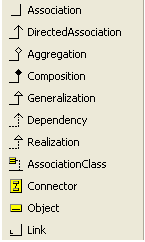 Association
DirectedAssociation
Aggregation
Composition
Generalization
Dependency
Realization
AssociationClass
Connector
Object
Link